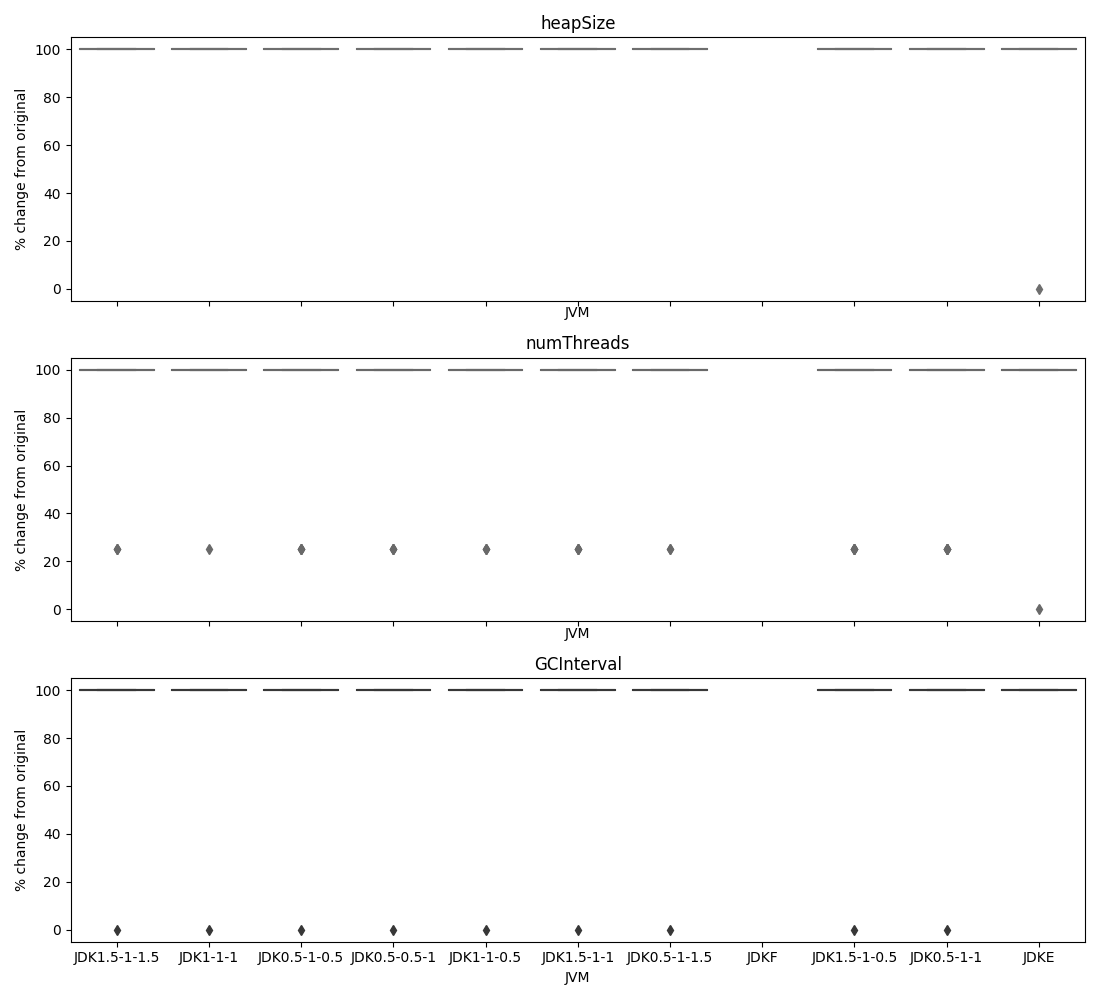 heapSize
% change from original
100
80
60
40
20
0
JVM
numThreads
% change from original
100
80
60
40
20
0
JVM
GCInterval
% change from original
100
80
60
40
20
0
JDK1.5-1-1.5 JDK1-1-1 JDK0.5-1-0.5 JDK0.5-0.5-1 JDK1-1-0.5 JDK1.5-1-1 JDK0.5-1-1.5 JDKF JDK1.5-1-0.5 JDK0.5-1-1 JDKE
JVM